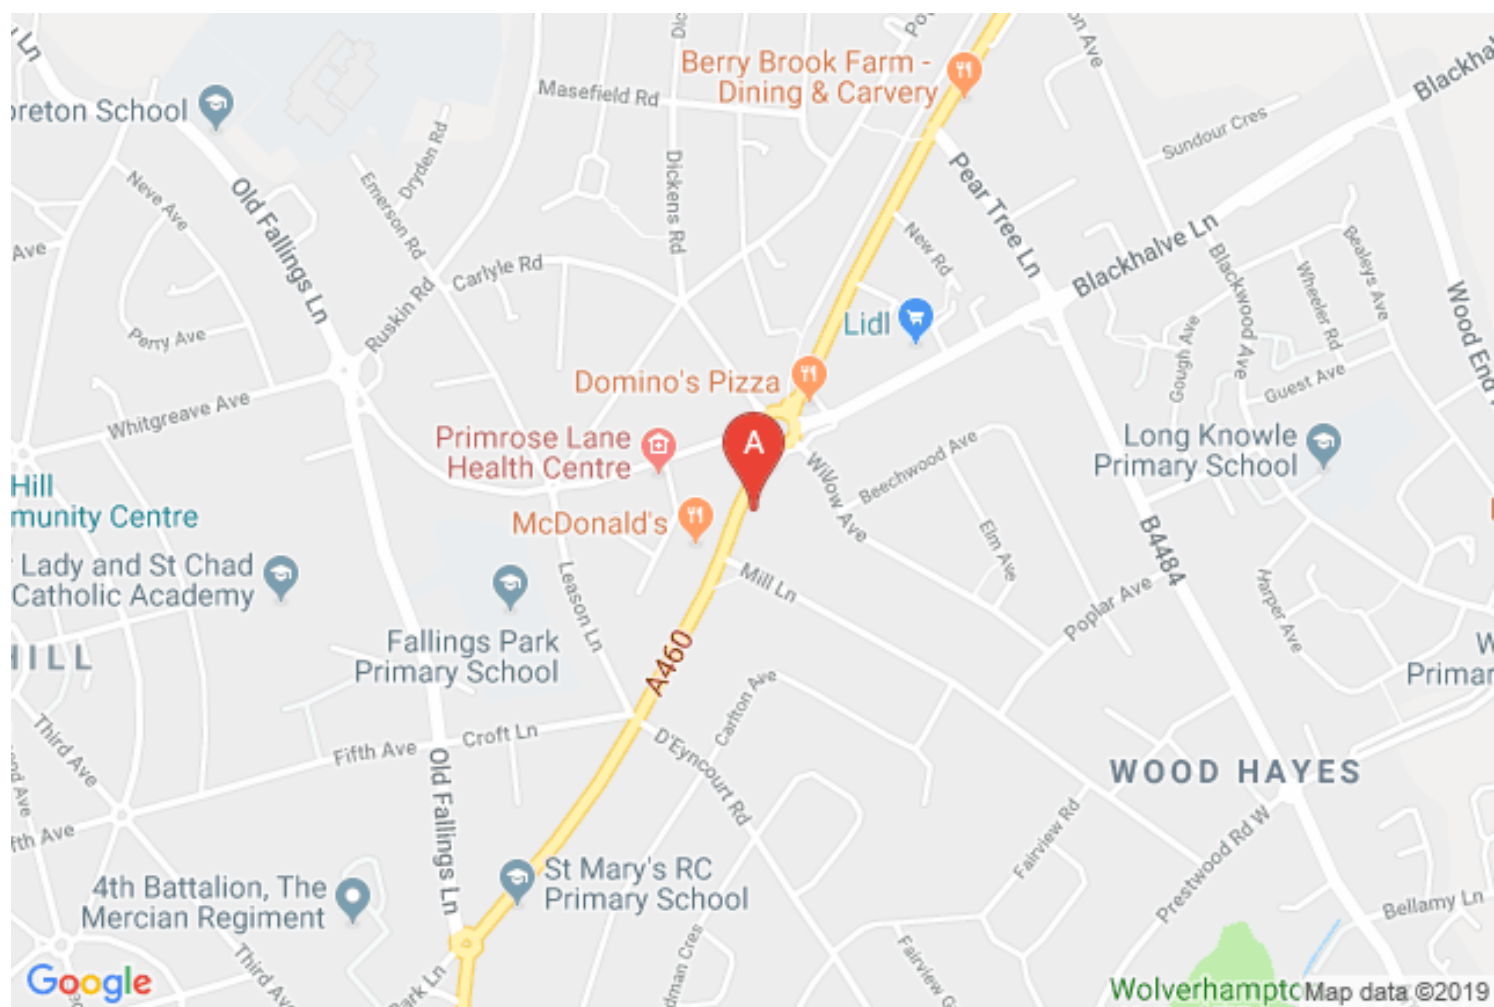 Berry Brook Farm -
Dining & Carvery
Masefield Rd
Blackha
oreton School
Sundour Cres
Dryden Rd
Neve Ave
Emerson Rd
Old Fallings Ln
Dickens Rd
Pear Tree Ln
New Rd
Blackhalve Ln
Ave
Carlyle Rd
Blackwood Ave
Wheeler Rd
Bealeys Ave
Ruskin Rd
Perry Ave
Lidl
Wood End
Gough Ave
Domino's Pizza
Guest Ave
Whitgreave Ave
Primrose Lane
Health Centre
A
Willow Ave
Beechwood Ave
Long Knowle
Primary School
Hill
munity Centre
McDonald's
Elm Ave
B4484
Lady and St Chad
Catholic Academy
Leason Ln
Mill Ln
Poplar Ave
Harper Ave
Fallings Park
Primary School
HILL
A460
W
Primar
Third Ave
Carlton Ave
Fifth Ave
Croft Ln
D'Eyncourt Rd
Old Fallings Ln
WOOD HAYES
ond Ave
fth Ave
Fairview Rd
Prestwood Rd W
St Mary's RC
Primary School
4th Battalion, The
Mercian Regiment
Bellamy Ln
Third Ave
Park Ln
dman Cres
Fairview G
Google
Wolverhampto
Map data ©2019